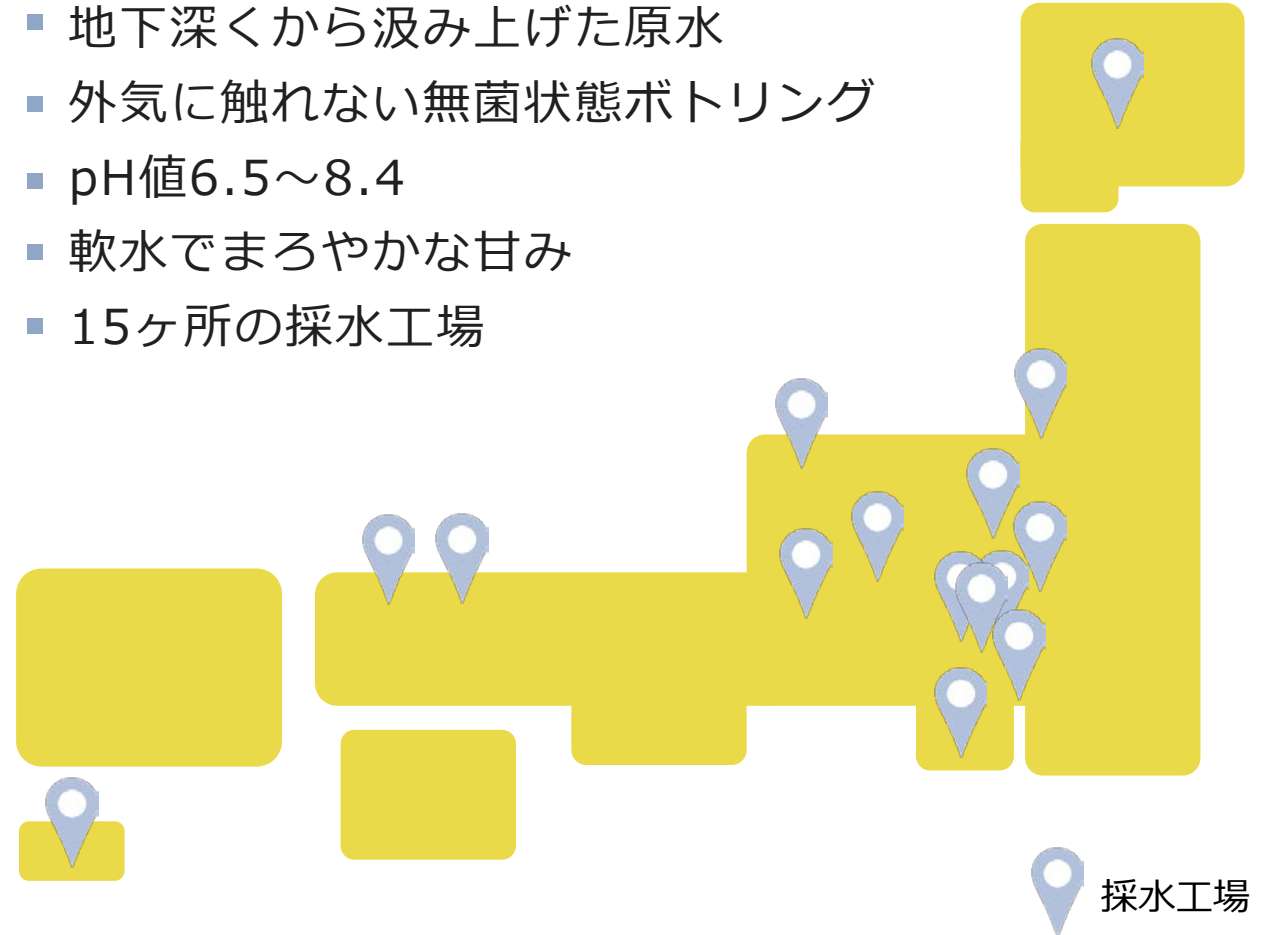 地下深くから汲み上げた原水
外気に触れない無菌状態ボトリング
pH値6.5～8.4
軟水でまろやかな甘み
15ヶ所の採水工場
採水工場